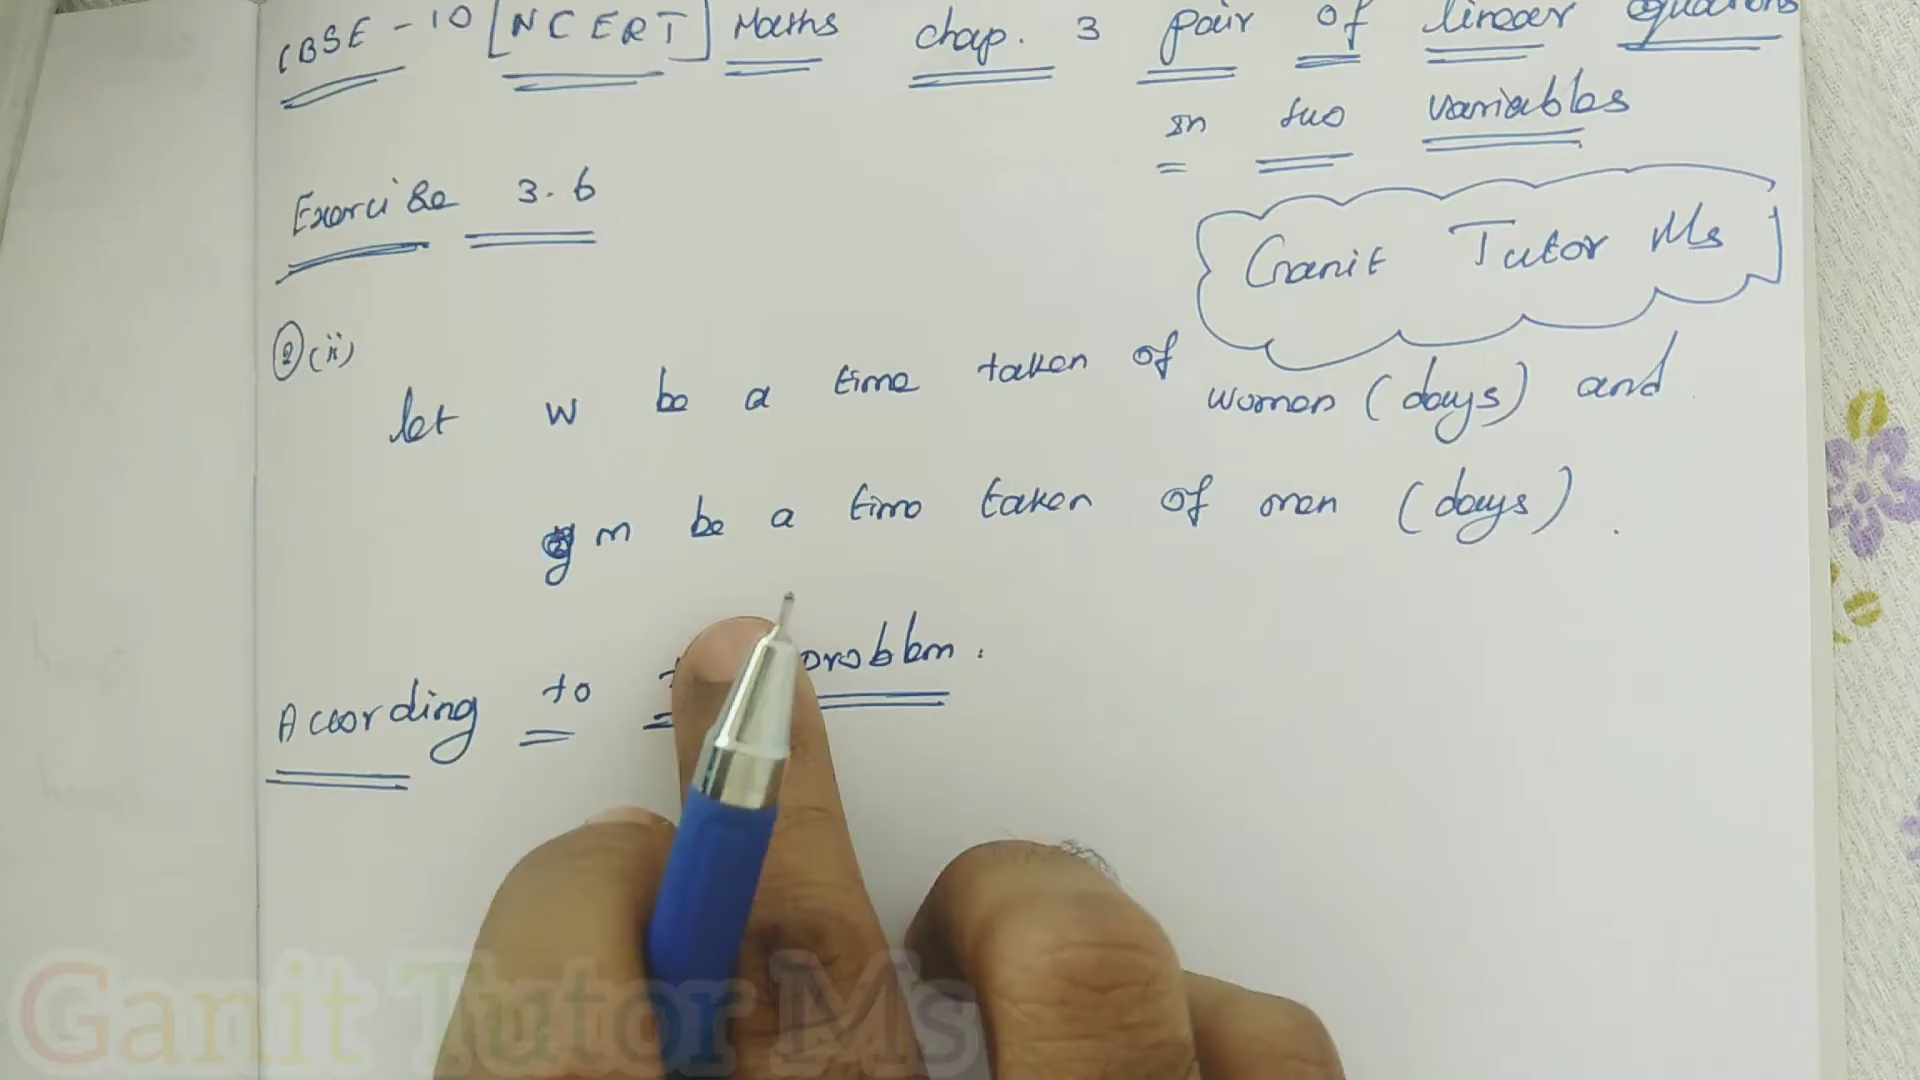 CBSE - 10 [NCERT] Maths chap. 3 pair of linear equations
in two variables
Exercise 3.6
Ganit Tutor Ms
2 (ii)
let w be a time taken of women (days) and
m be a time taken of men (days).
According to problem.
Ganit Tutor Ms